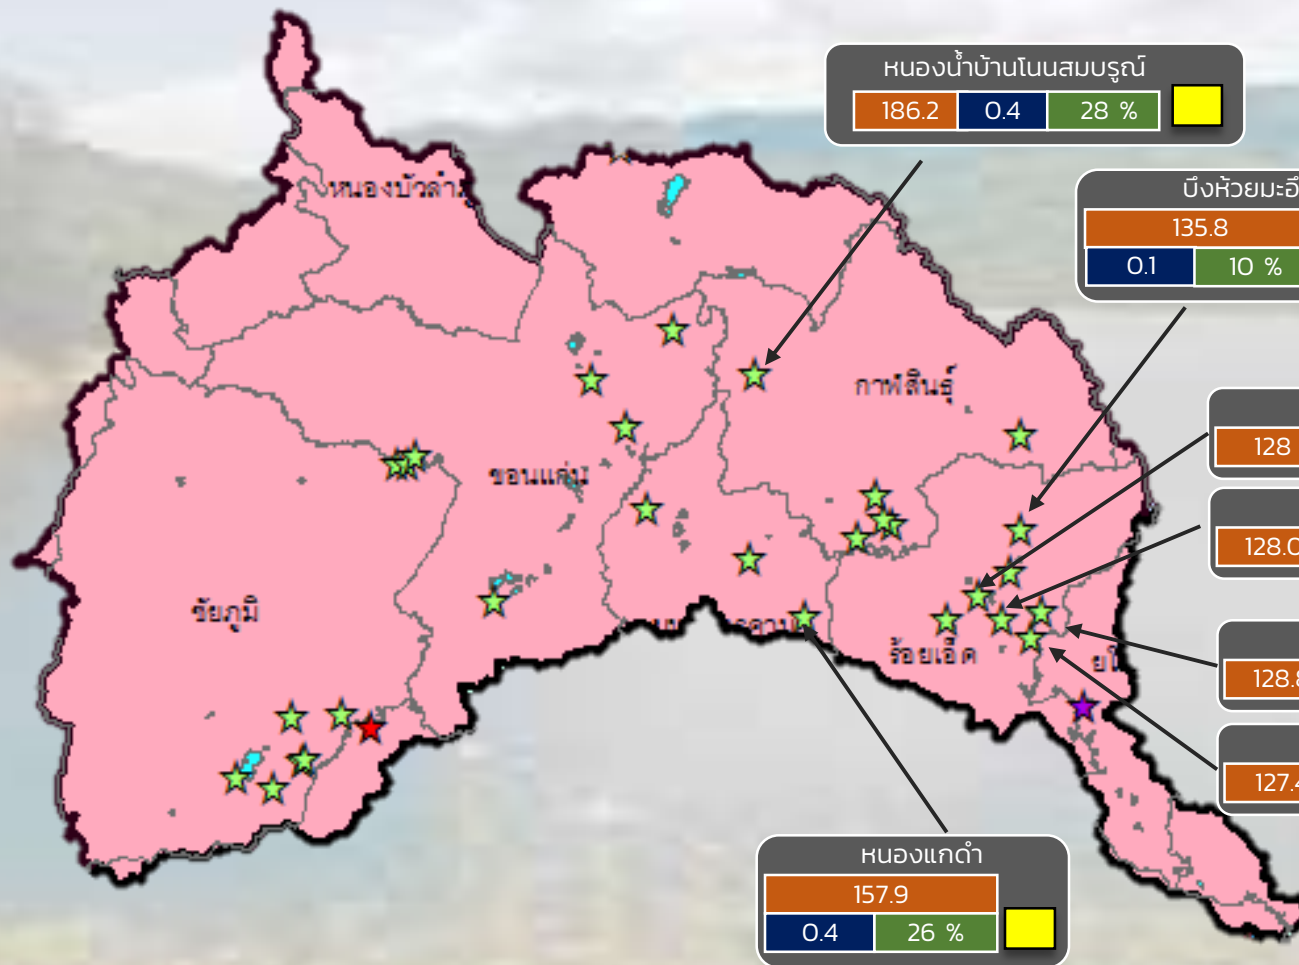 หนองน้ำบ้านโนนสมบรูณ์
186.2 0.4 28 %
บึงห้วยมะอึ
135.8
0.1 10 %
หนองบัวลำภู
กาฬสินธุ์
128
ขอนแก่น
128.0
ชัยภูมิ
ร้อยเอ็ด
128.8
127.4
หนองแกดำ
157.9
0.4 26 %